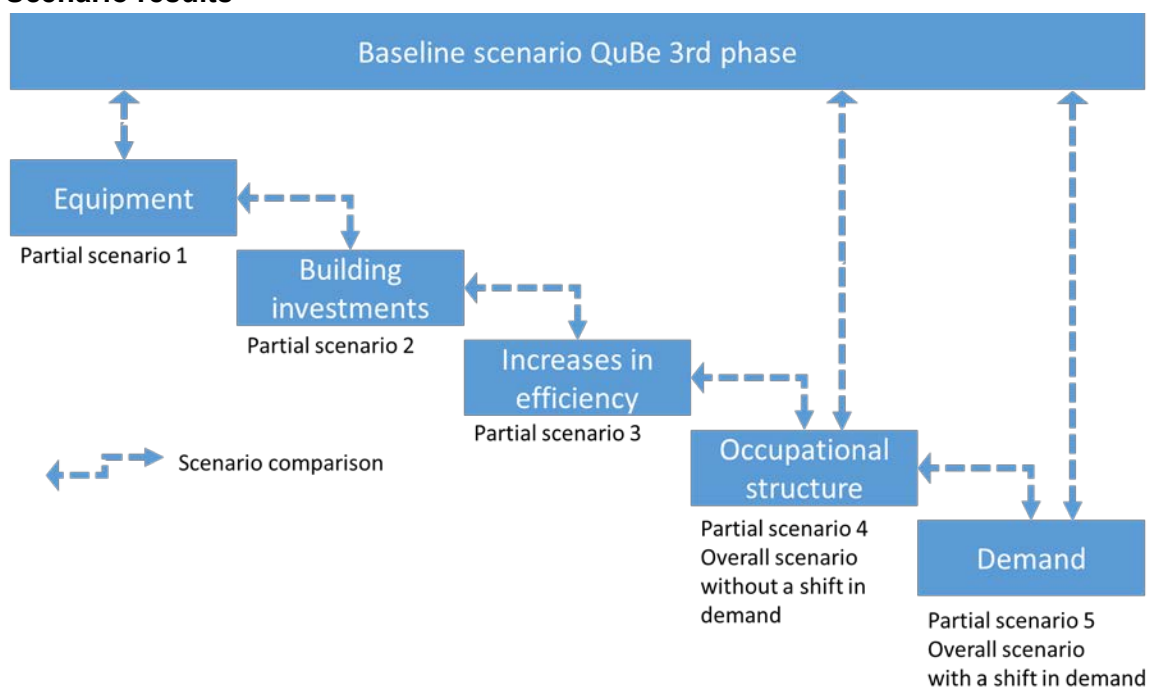 Scenario results
Baseline scenario QuBe 3rd phase
Equipment
Partial scenario 1
Building
investments
Partial scenario 2
Increases in
efficiency
Partial scenario 3
Scenario comparison
Occupational
structure
Partial scenario 4
Overall scenario
without a shift in
demand
Demand
Partial scenario 5
Overall scenario
with a shift in demand